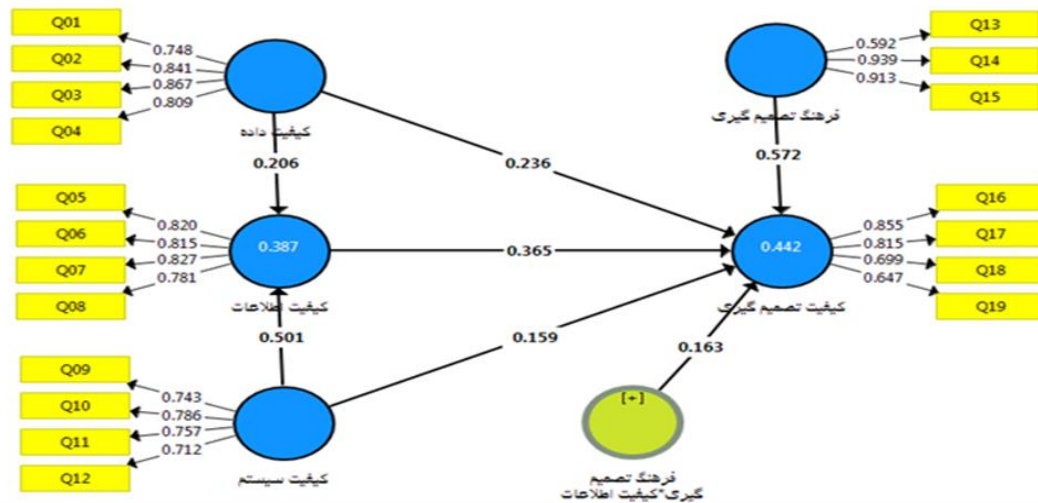 Q01
Q02
Q03
Q04
0.748
0.841
0.867
0.809
کیفیت داده
Q13
Q14
Q15
0.592
0.939
0.913
فرهنگ تصمیم گیری
0.206
0.236
0.572
Q05
Q06
Q07
Q08
0.820
0.815
0.827
0.781
0.387
کیفیت اطلاعات
0.365
0.442
کیفیت تصمیم گیری
Q16
Q17
Q18
Q19
0.855
0.815
0.699
0.647
0.501
0.159
0.163
Q09
Q10
Q11
Q12
0.743
0.786
0.757
0.712
کیفیت سیستم
[+]
فرهنگ تصمیم
گیری*کیفیت اطلاعات